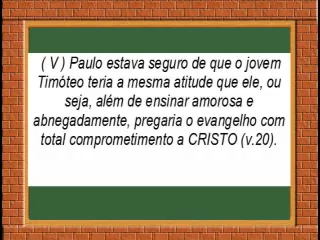 ( V ) Paulo estava seguro de que o jovem
Timóteo teria a mesma atitude que ele, ou
seja, além de ensinar amorosa e
abnegadamente, pregaria o evangelho com
total comprometimento a CRISTO (v.20).